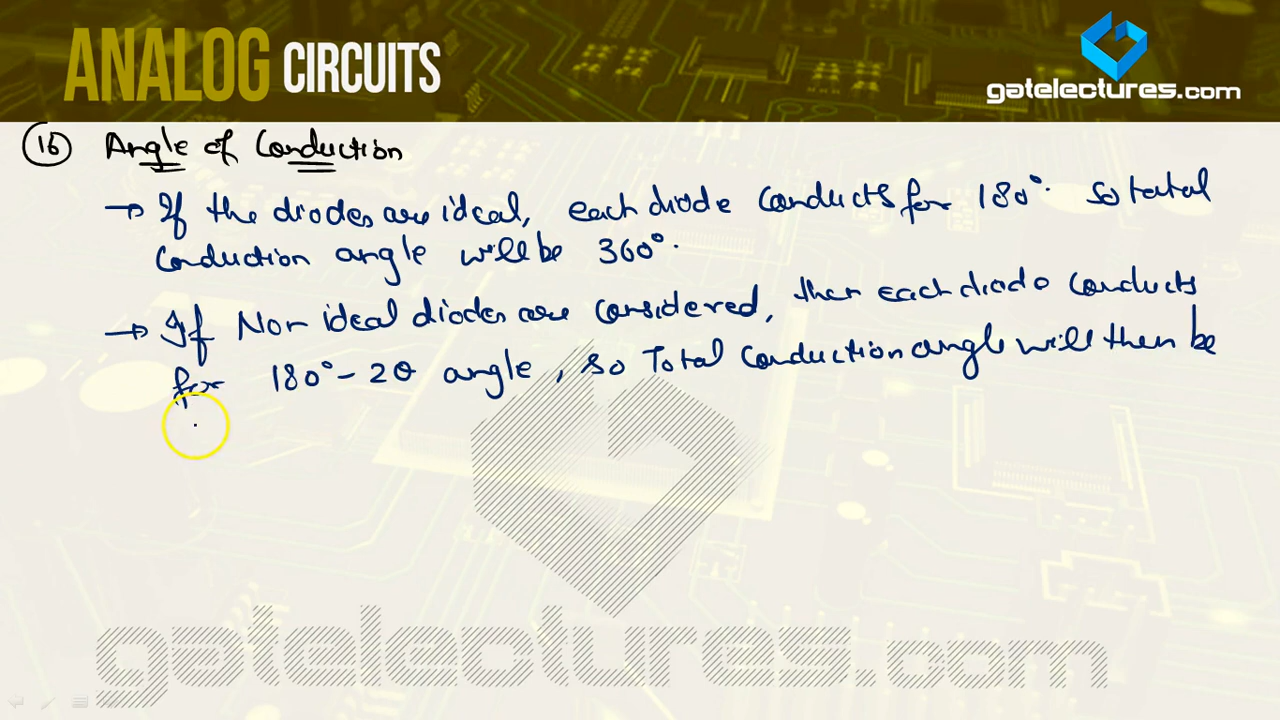 ANALOG CIRCUITS
gatelectures.com
16 Angle of Conduction
→ If the diodes are ideal, each diode conducts for 180°. so total
conduction angle will be 360°.
→ If Non ideal diodes are considered, then each diode conducts
for 180° - 2θ angle, so Total conduction angle will then be
gatelectures.com